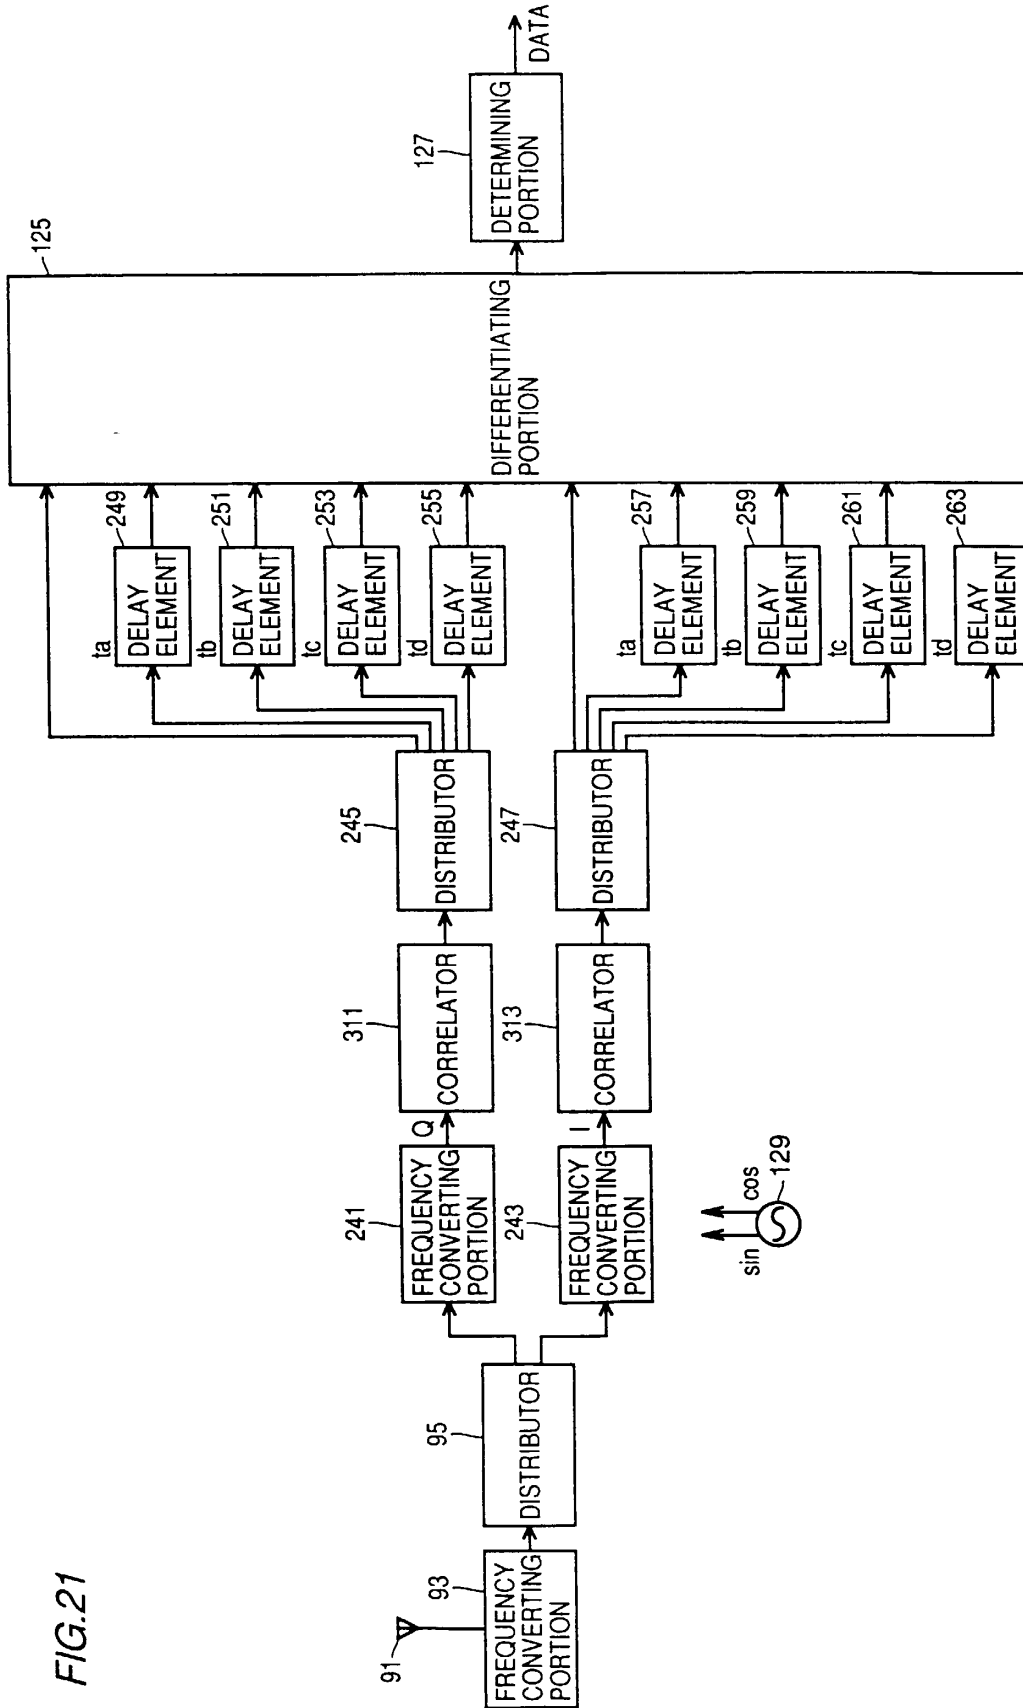 FIG.21
91
93
FREQUENCY
CONVERTING
PORTION
95
DISTRIBUTOR
241
FREQUENCY
CONVERTING
PORTION
Q
243
FREQUENCY
CONVERTING
PORTION
I
sin
cos
129
311
CORRELATOR
313
CORRELATOR
245
DISTRIBUTOR
247
DISTRIBUTOR
ta
DELAY
ELEMENT
249
tb
DELAY
ELEMENT
251
tc
DELAY
ELEMENT
253
td
DELAY
ELEMENT
255
ta
DELAY
ELEMENT
257
tb
DELAY
ELEMENT
259
tc
DELAY
ELEMENT
261
td
DELAY
ELEMENT
263
DIFFERENTIATING
PORTION
125
127
DETERMINING
PORTION
DATA